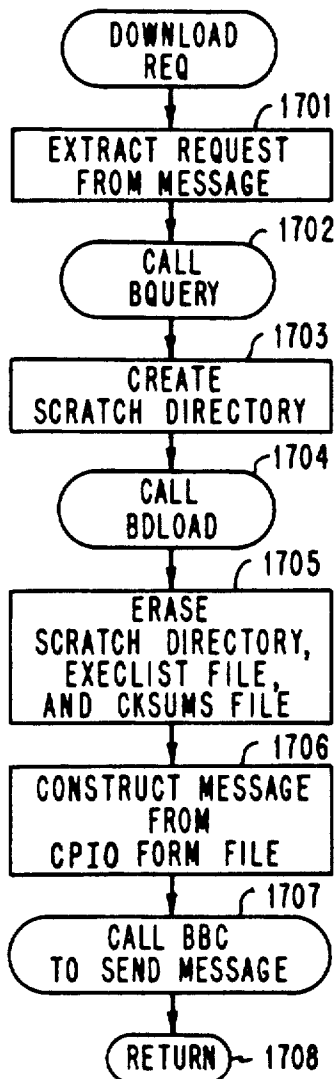 DOWNLOAD
REQ
1701
EXTRACT REQUEST
FROM MESSAGE
1702
CALL
BQUERY
1703
CREATE
SCRATCH DIRECTORY
1704
CALL
BDLOAD
1705
ERASE
SCRATCH DIRECTORY,
EXECLIST FILE,
AND CKSUMS FILE
1706
CONSTRUCT MESSAGE
FROM
CPIO FORM FILE
1707
CALL BBC
TO SEND MESSAGE
RETURN 1708